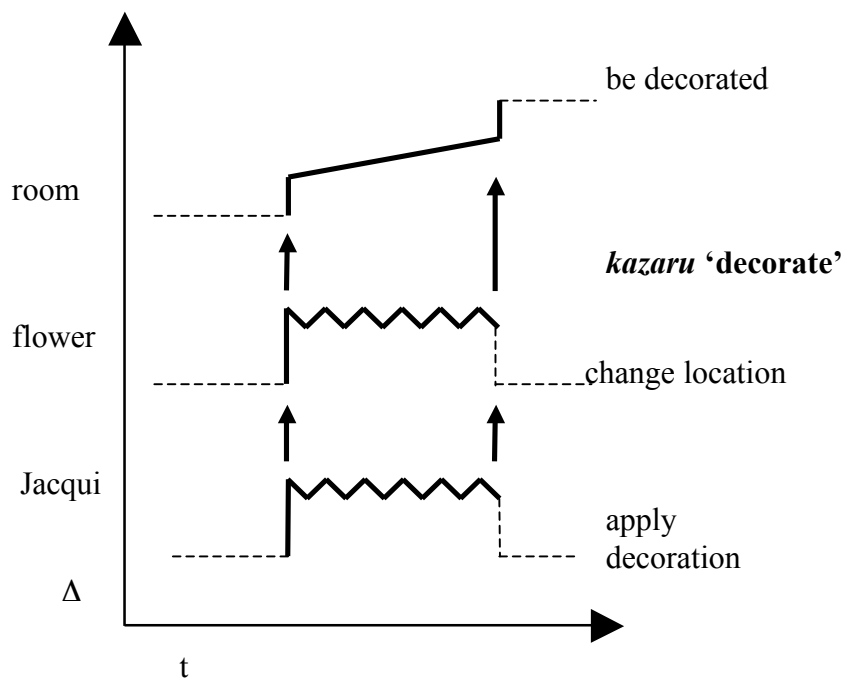 be decorated
room
kazaru ‘decorate’
flower
change location
Jacqui
apply
decoration
Δ
t